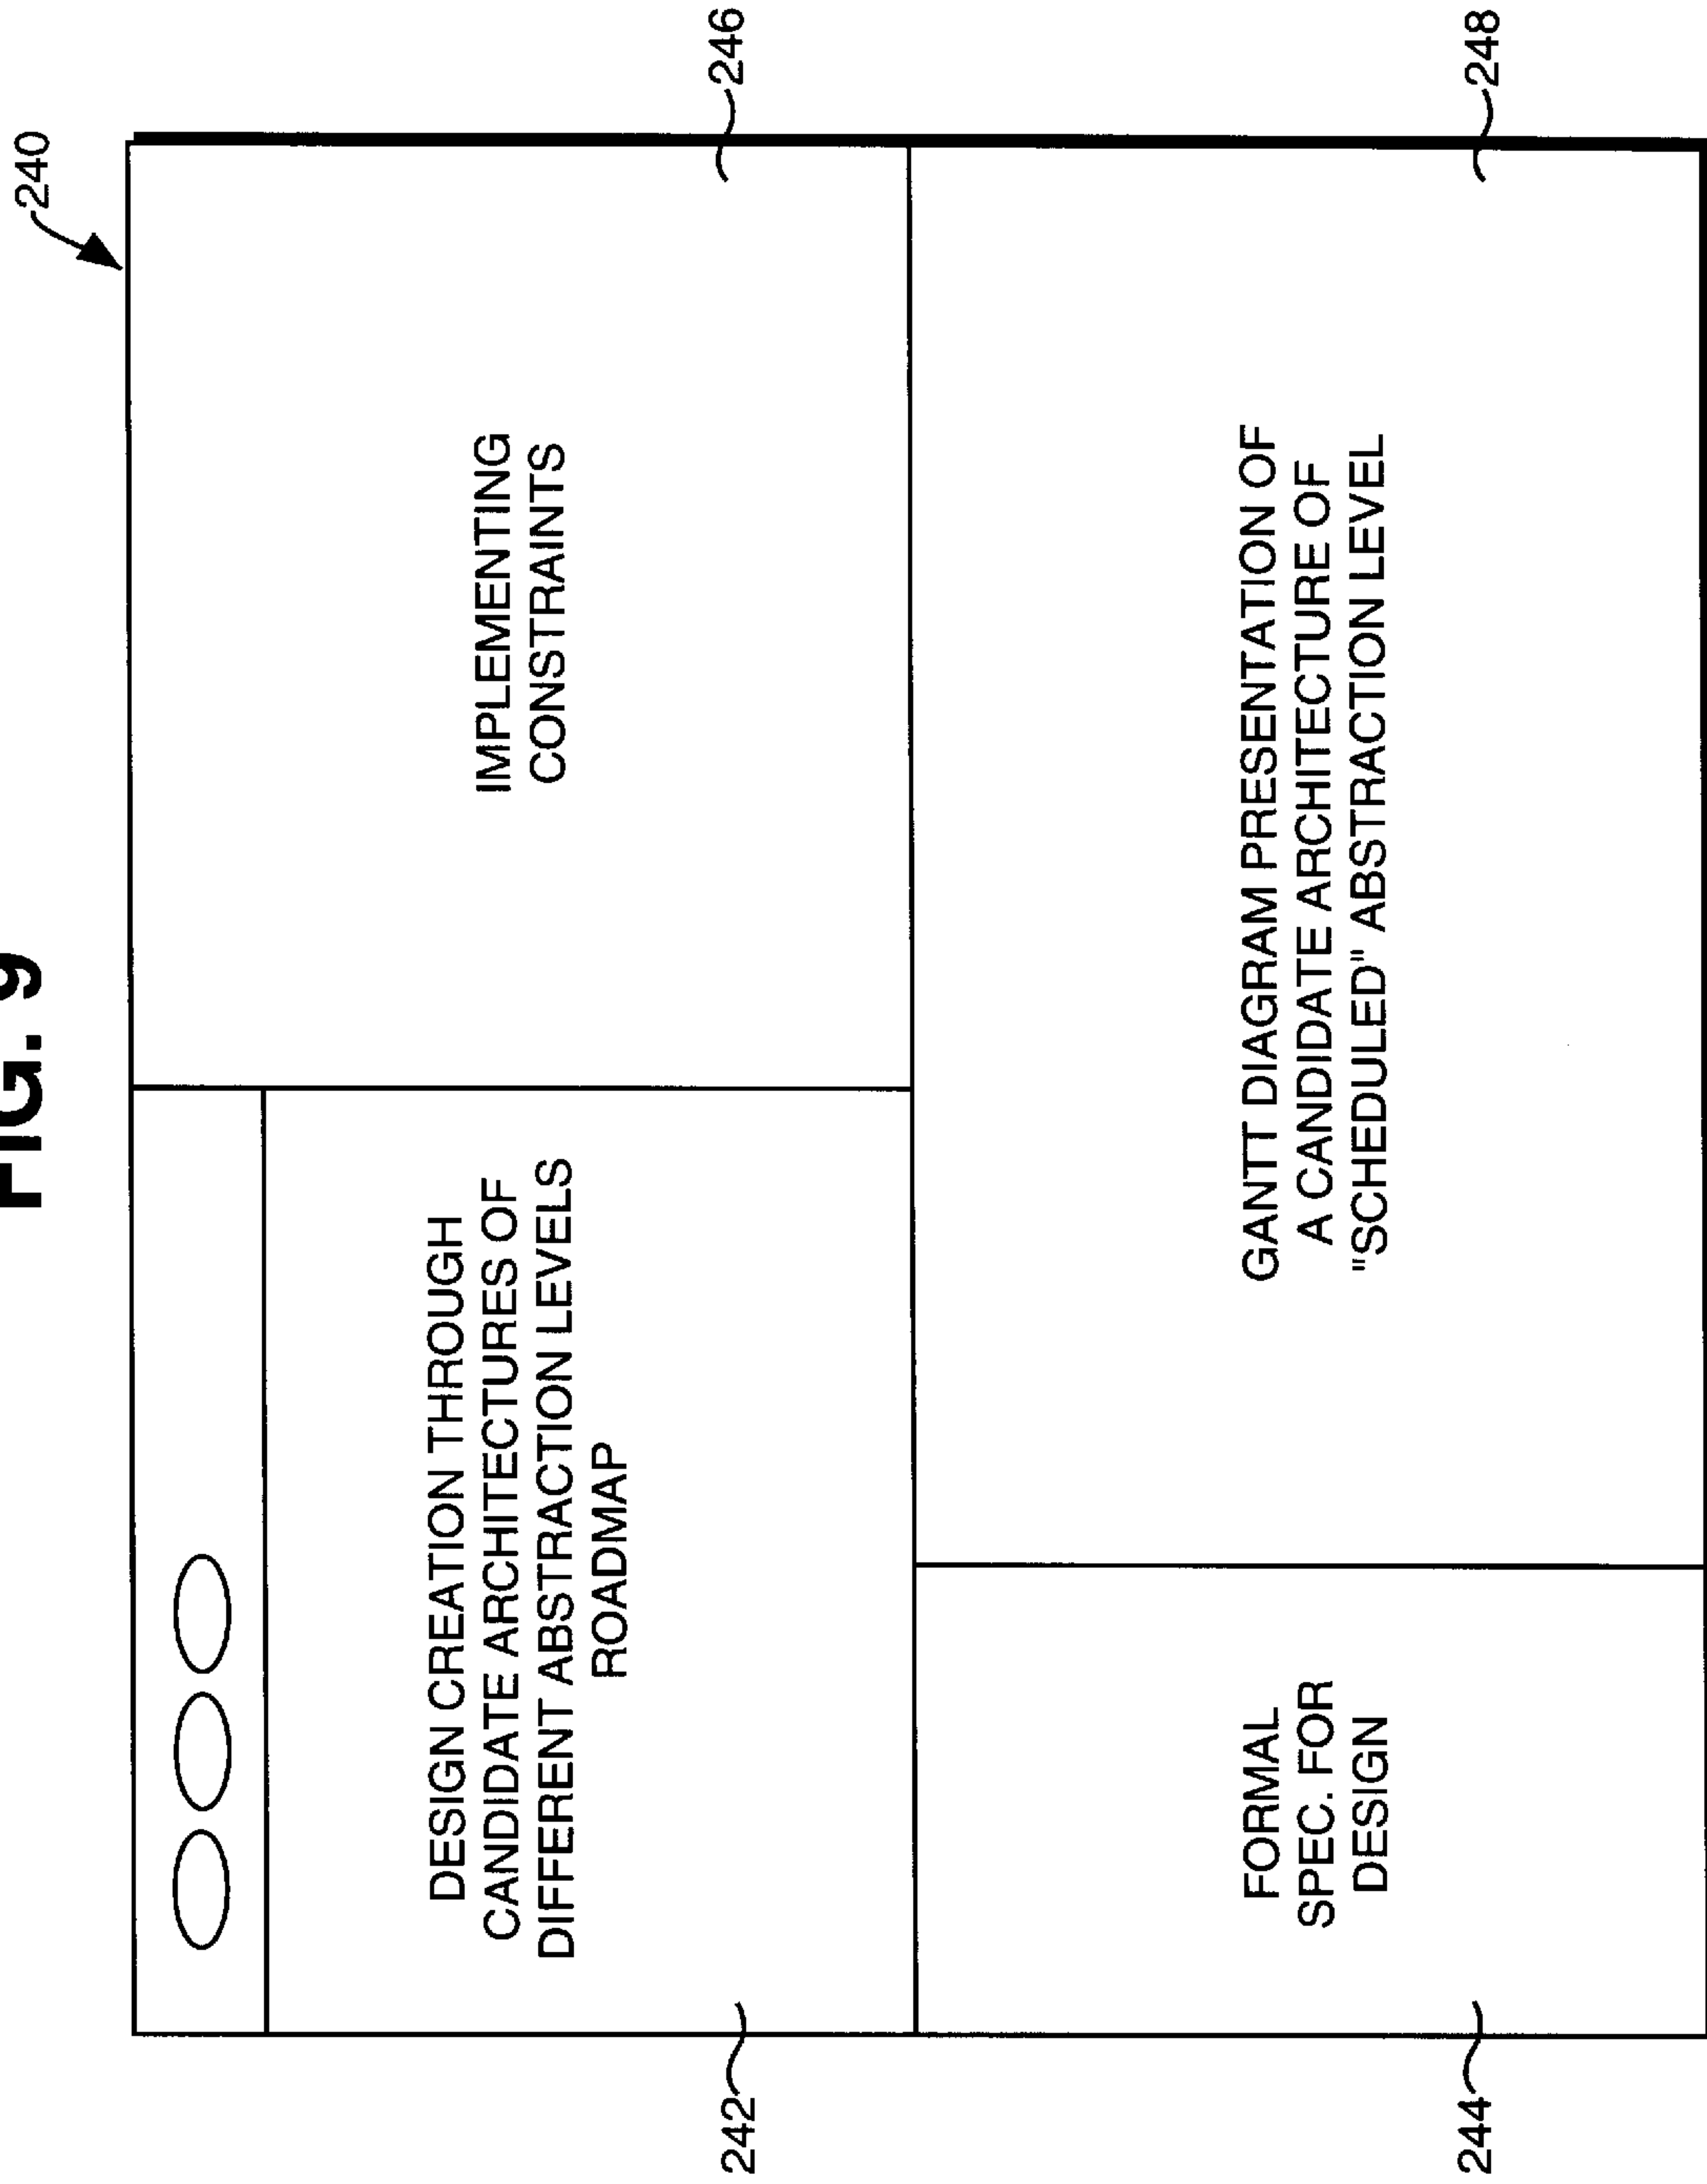 FIG. 9
240
DESIGN CREATION THROUGH
CANDIDATE ARCHITECTURES OF
DIFFERENT ABSTRACTION LEVELS
ROADMAP
IMPLEMENTING
CONSTRAINTS
242
246
FORMAL
SPEC. FOR
DESIGN
GANTT DIAGRAM PRESENTATION OF
A CANDIDATE ARCHITECTURE OF
"SCHEDULED" ABSTRACTION LEVEL
244
248